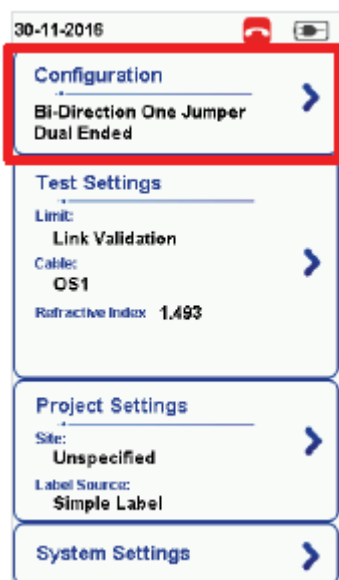 30-11-2016
Configuration
Bi-Direction One Jumper
Dual Ended
Test Settings
Limit:
Link Validation
Cable:
OS1
Refractive Index 1.493
Project Settings
Site:
Unspecified
Label Source:
Simple Label
System Settings